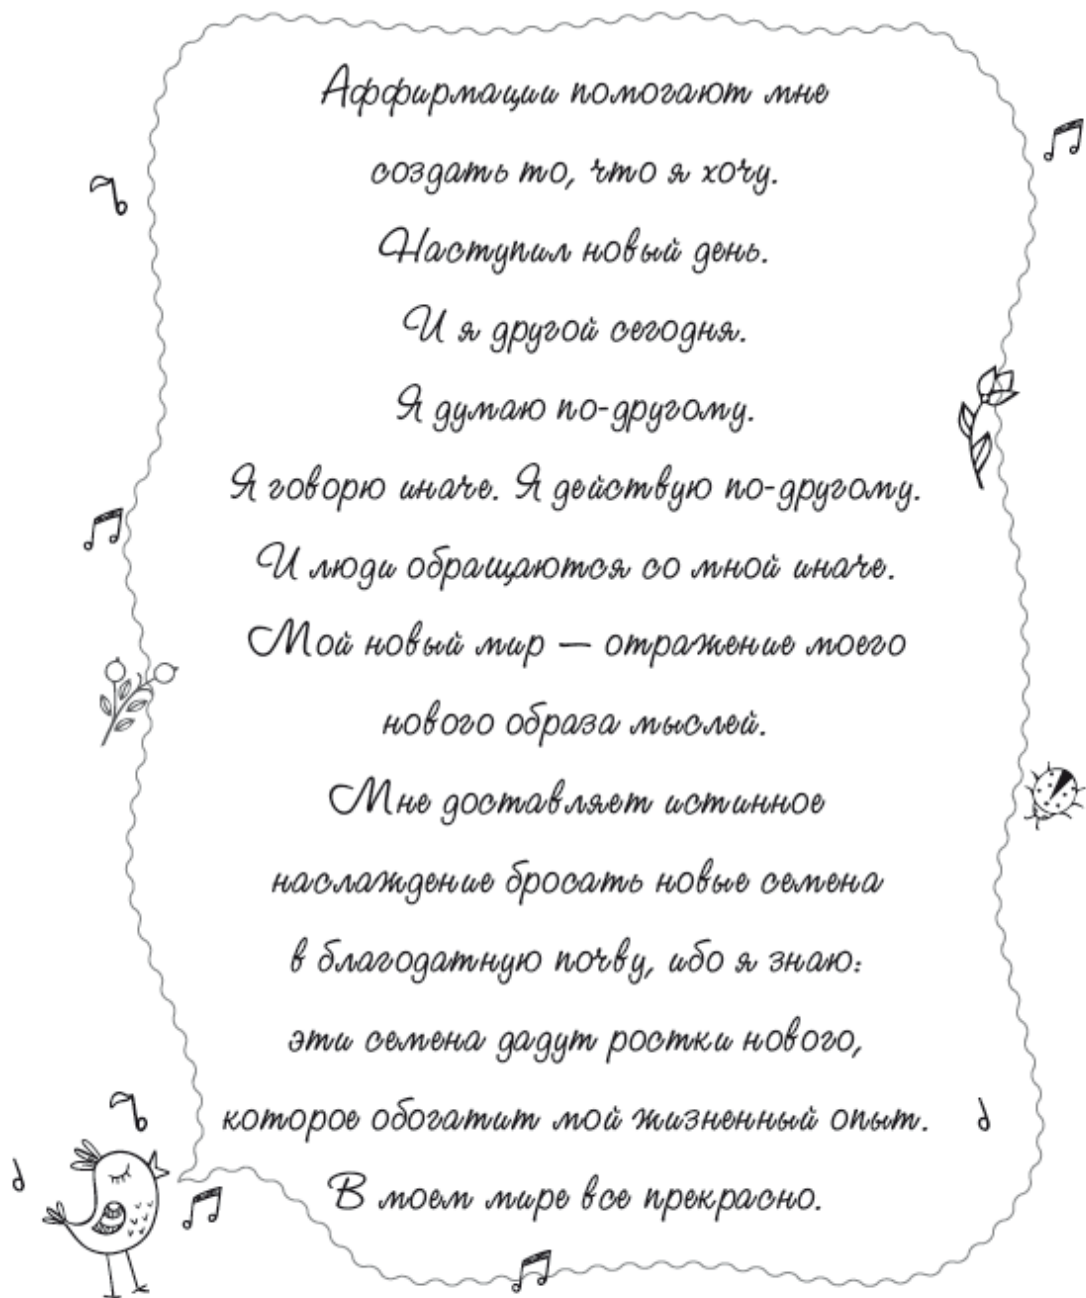 Аффирмации помогают мне
создать то, что я хочу.
Наступил новый день.
И я другой сегодня.
Я думаю по-другому.
Я говорю иначе. Я действую по-другому.
И люди обращаются со мной иначе.
Мой новый мир — отражение моего
нового образа мыслей.
Мне доставляет истинное
наслаждение бросать новые семена
в благодатную почву, ибо я знаю:
эти семена дадут ростки нового,
которое обогатит мой жизненный опыт.
В моем мире все прекрасно.